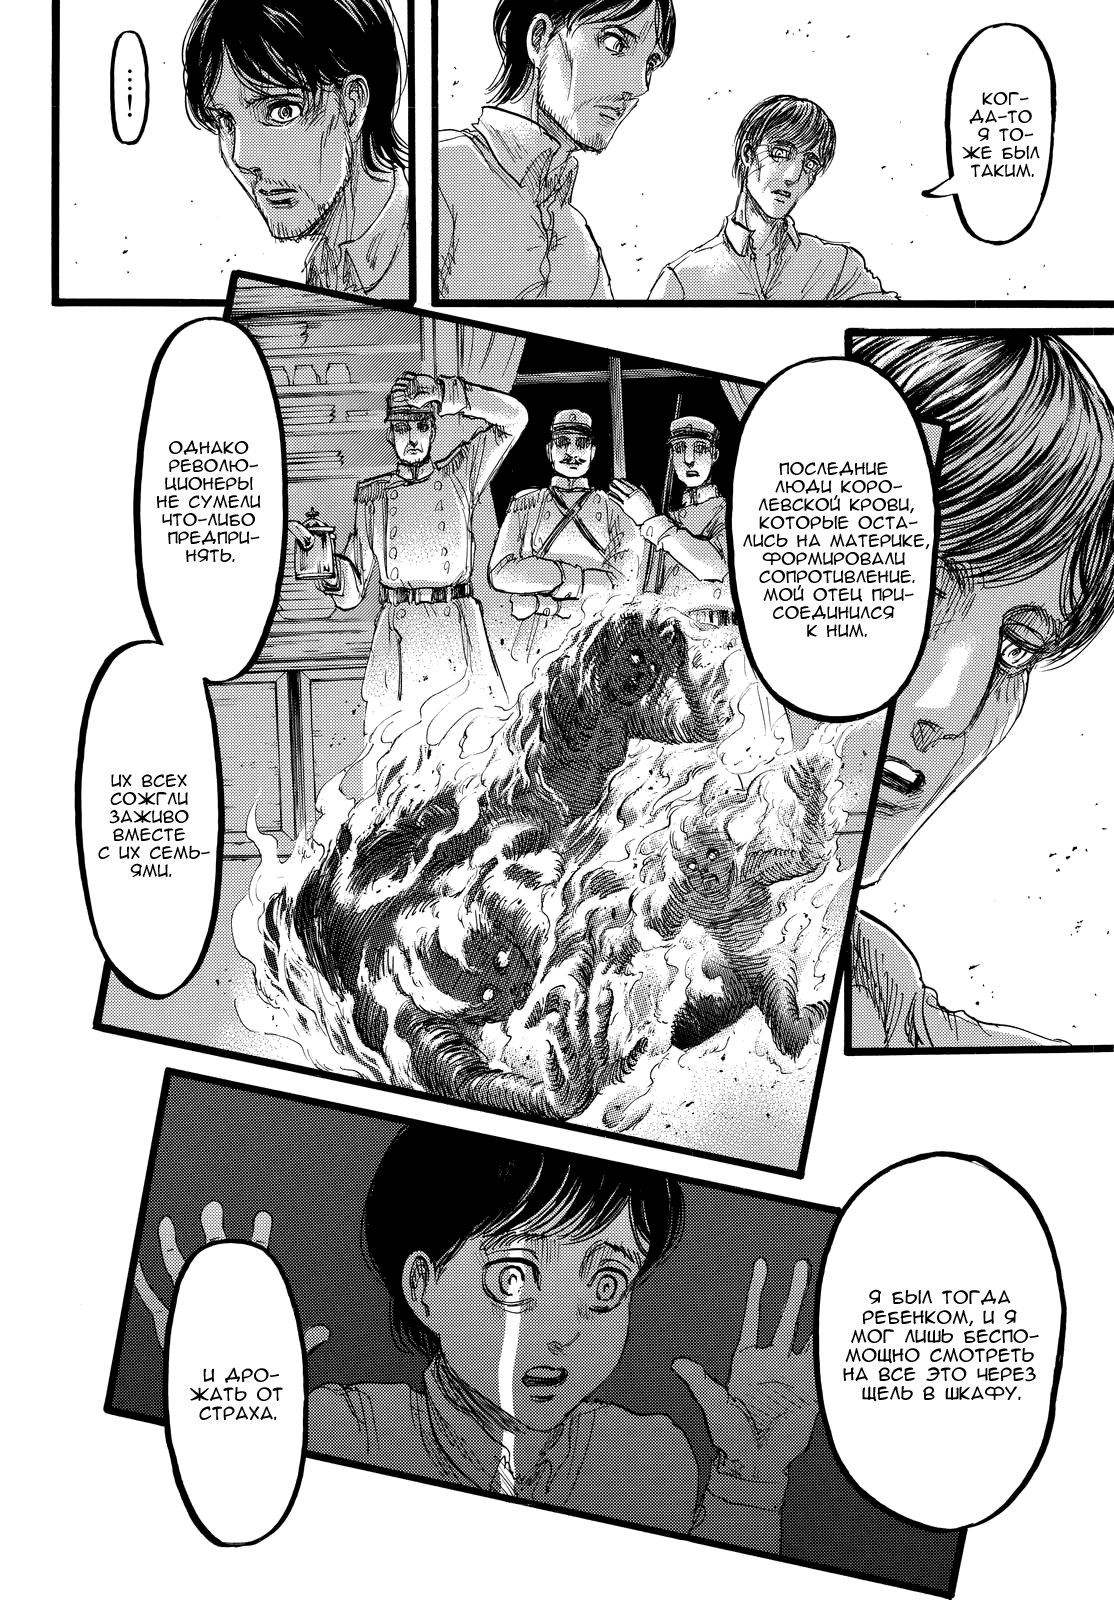 КОГ-
ДА-ТО
Я ТО-
ЖЕ БЫЛ
ТАКИМ.
...!
ПОСЛЕДНИЕ
ЛЮДИ КОРО-
ЛЕВСКОЙ КРОВИ,
КОТОРЫЕ ОСТА-
ЛИСЬ НА МАТЕРИКЕ,
ФОРМИРОВАЛИ
СОПРОТИВЛЕНИЕ.
МОЙ ОТЕЦ ПРИ-
СОЕДИНИЛСЯ
К НИМ.
ОДНАКО
РЕВОЛЮ-
ЦИОНЕРЫ
НЕ СУМЕЛИ
ЧТО-ЛИБО
ПРЕДПРИ-
НЯТЬ.
ИХ ВСЕХ
СОЖГЛИ
ЗАЖИВО
ВМЕСТЕ
С ИХ СЕМЬ-
ЯМИ.
Я БЫЛ ТОГДА
РЕБЕНКОМ, И Я
МОГ ЛИШЬ БЕСПО-
МОЩНО СМОТРЕТЬ
НА ВСЕ ЭТО ЧЕРЕЗ
ЩЕЛЬ В ШКАФУ.
И ДРО-
ЖАТЬ ОТ
СТРАХА.